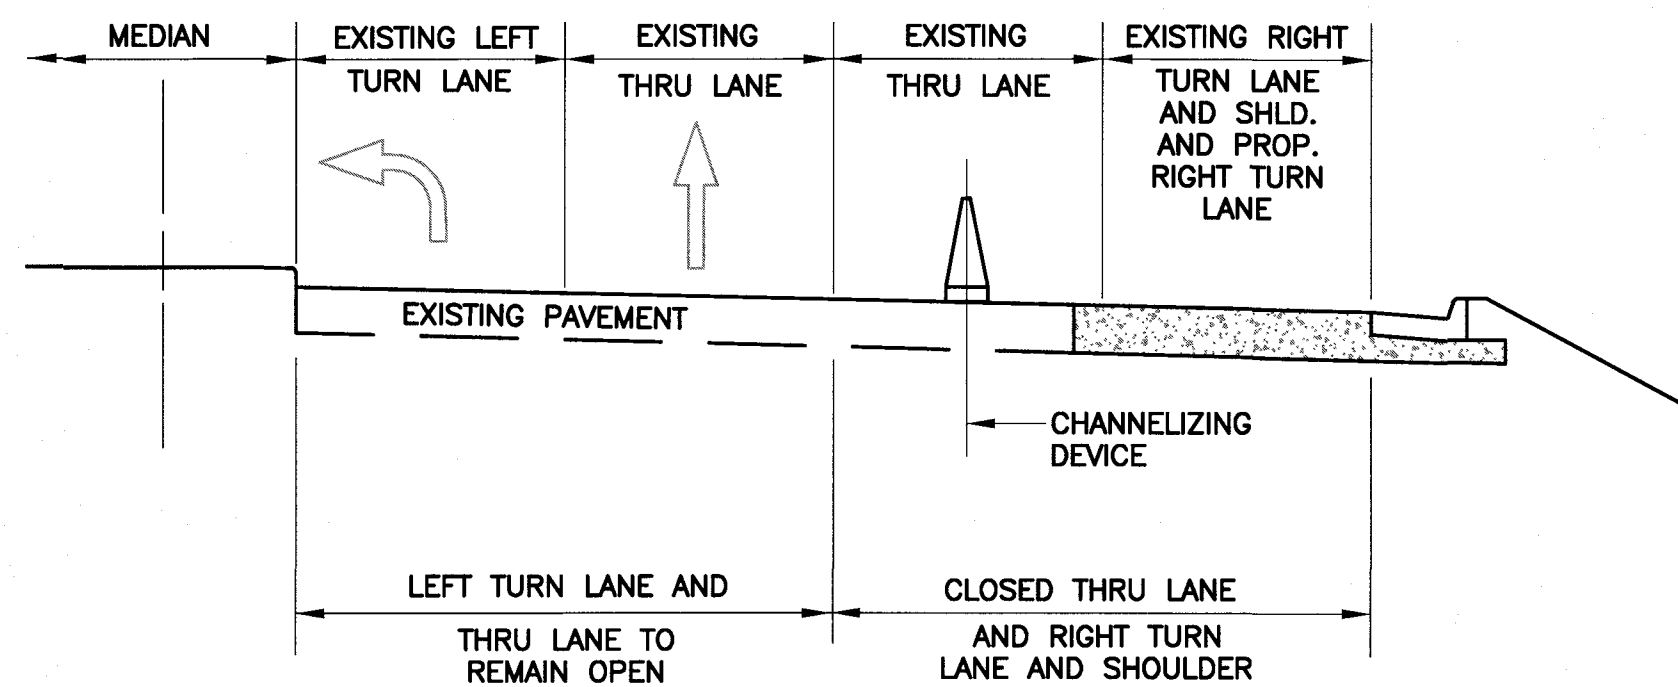 MEDIAN
EXISTING LEFT
TURN LANE
EXISTING
THRU LANE
EXISTING
THRU LANE
EXISTING RIGHT
TURN LANE
AND SHLD.
AND PROP.
RIGHT TURN
LANE
EXISTING PAVEMENT
CHANNELIZING
DEVICE
LEFT TURN LANE AND
THRU LANE TO
REMAIN OPEN
CLOSED THRU LANE
AND RIGHT TURN
LANE AND SHOULDER